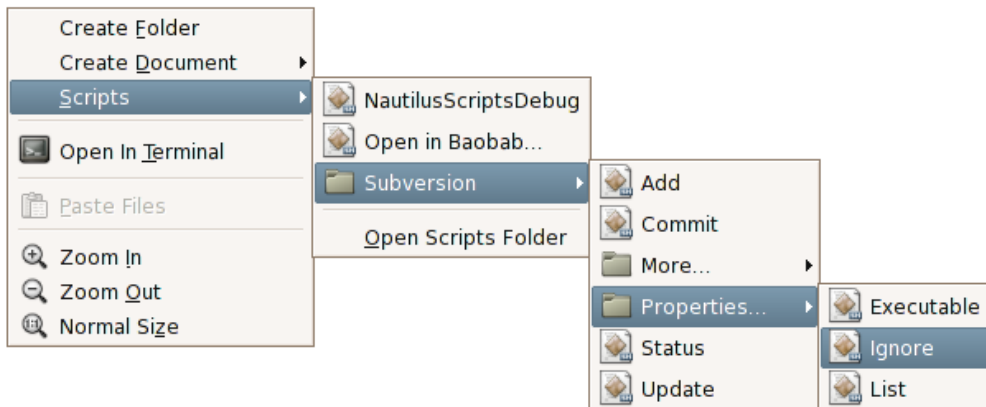 Create Folder
Create Document
Scripts
Open In Terminal
Paste Files
Zoom In
Zoom Out
Normal Size
NautilusScriptsDebug
Open in Baobab...
Subversion
Open Scripts Folder
Add
Commit
More...
Properties...
Status
Update
Executable
Ignore
List